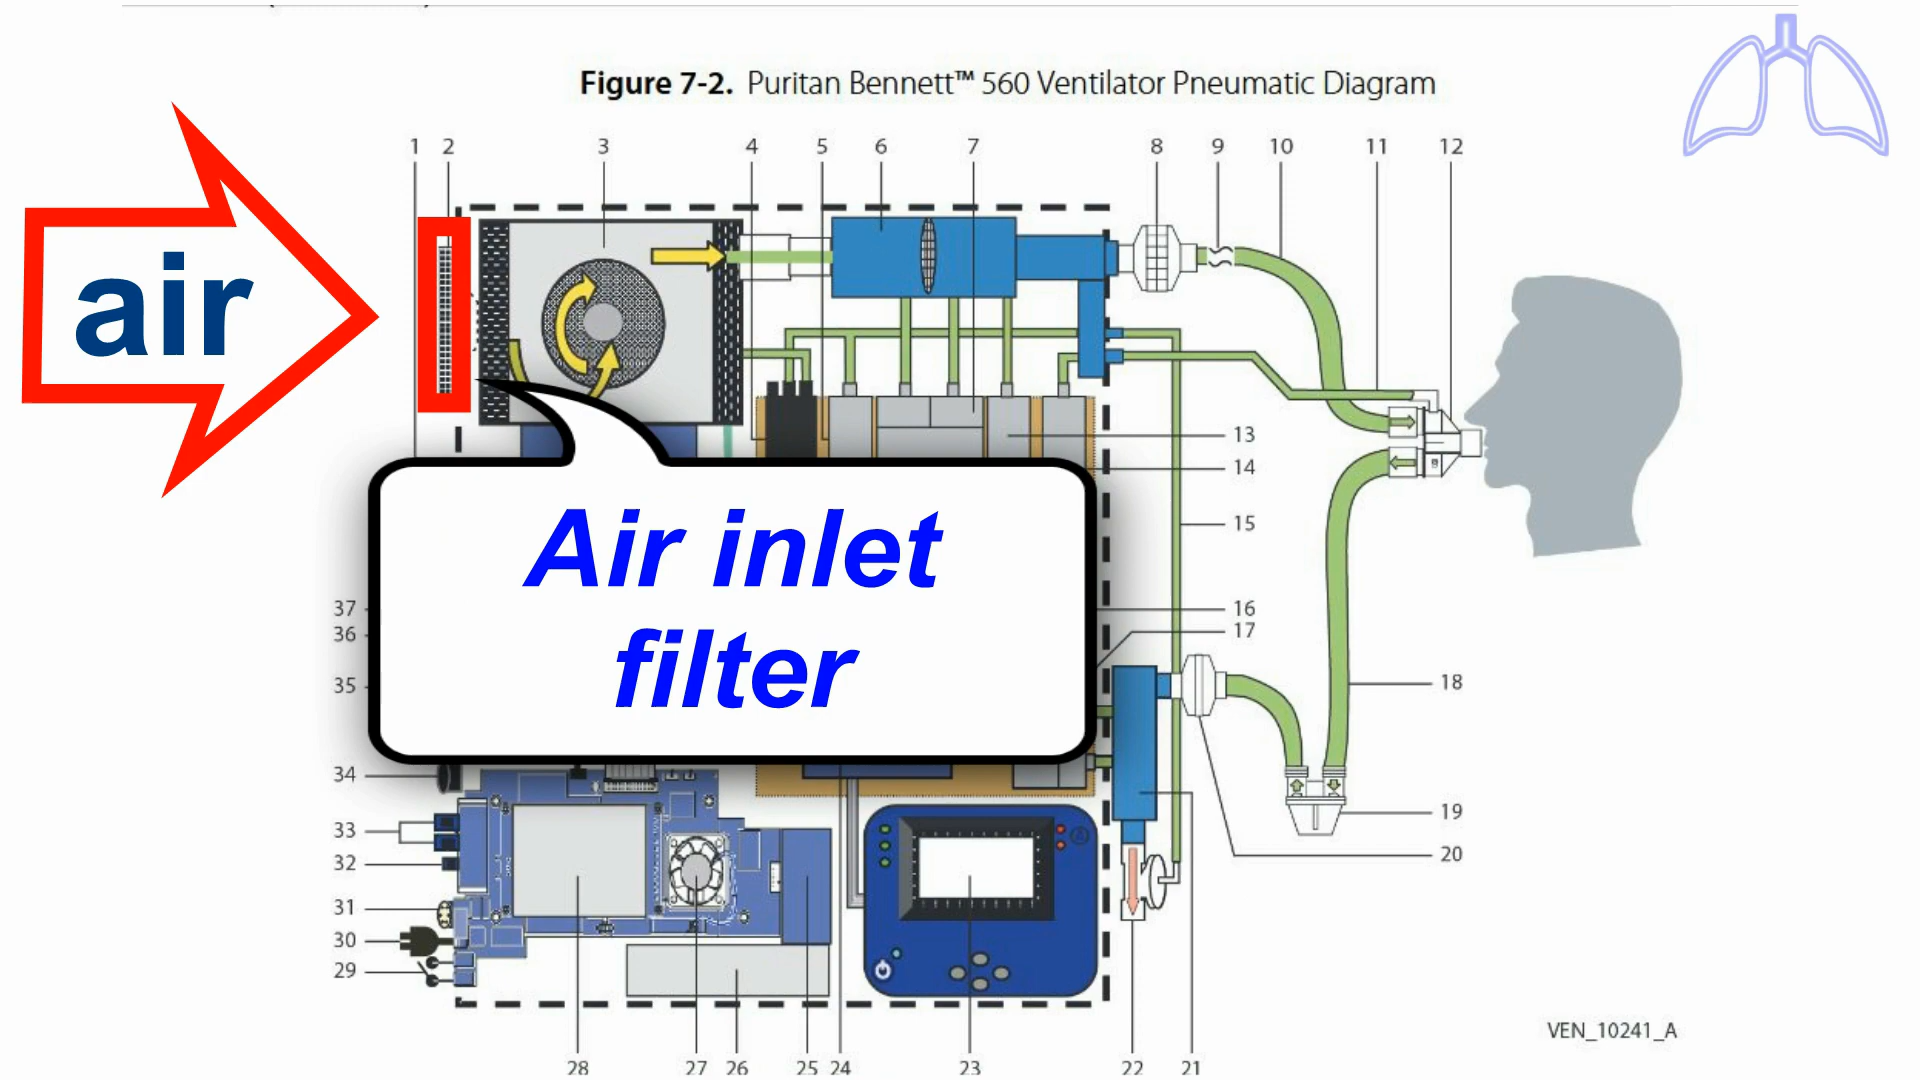 Figure 7-2. Puritan Bennett™ 560 Ventilator Pneumatic Diagram
1 2 3 4 5 6 7 8 9 10 11 12
air
13
14
15
Air inlet
filter
37
36
35
34
33
32
31
30
29
16
17
18
19
20
VEN_10241_A
28 27 26 25 24 23 22 21